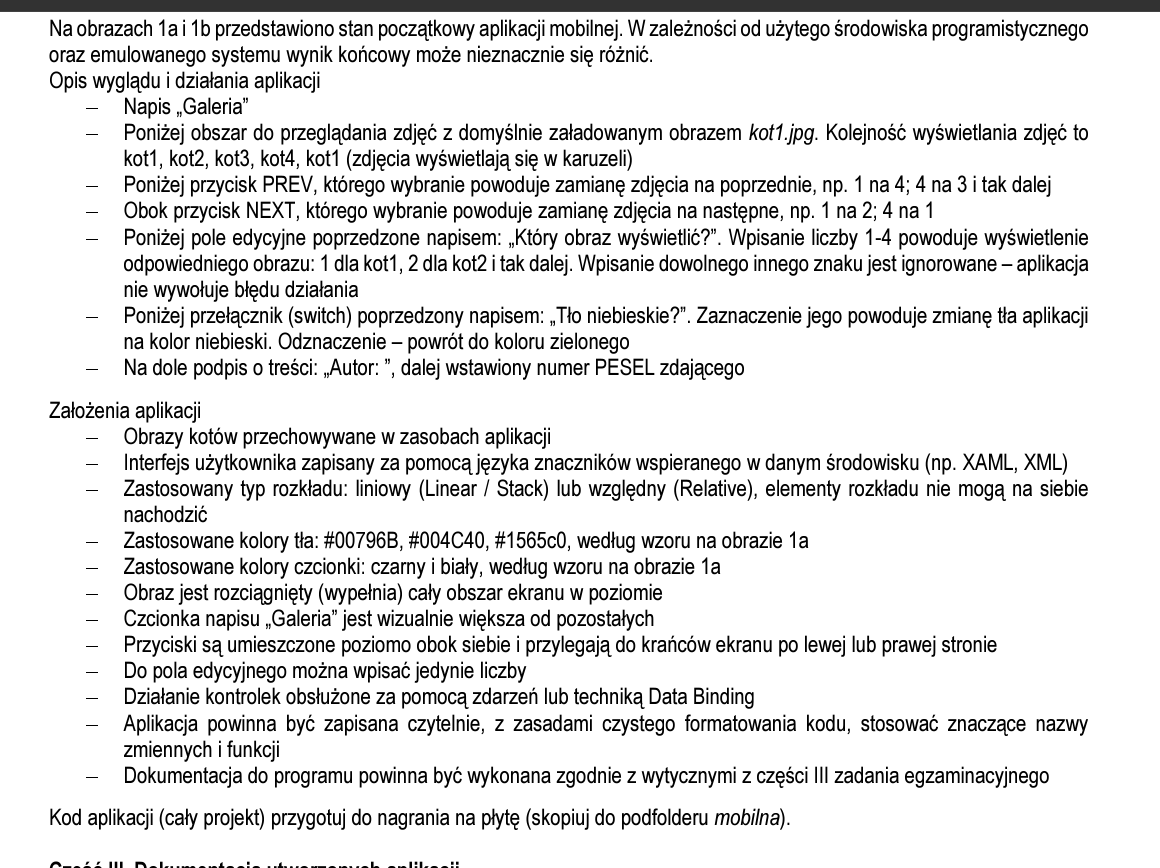 Na obrazach 1a i 1b przedstawiono stan początkowy aplikacji mobilnej. W zależności od użytego środowiska programistycznego
oraz emulowanego systemu wynik końcowy może nieznacznie się różnić.
Opis wyglądu i działania aplikacji
– Napis „Galeria”
– Poniżej obszar do przeglądania zdjęć z domyślnie załadowanym obrazem kot1.jpg. Kolejność wyświetlania zdjęć to
kot1, kot2, kot3, kot4, kot1 (zdjęcia wyświetlają się w karuzeli)
– Poniżej przycisk PREV, którego wybranie powoduje zamianę zdjęcia na poprzednie, np. 1 na 4; 4 na 3 i tak dalej
– Obok przycisk NEXT, którego wybranie powoduje zamianę zdjęcia na następne, np. 1 na 2; 4 na 1
– Poniżej pole edycyjne poprzedzone napisem: „Który obraz wyświetlić?”. Wpisanie liczby 1-4 powoduje wyświetlenie
odpowiedniego obrazu: 1 dla kot1, 2 dla kot2 i tak dalej. Wpisanie dowolnego innego znaku jest ignorowane – aplikacja
nie wywołuje błędu działania
– Poniżej przełącznik (switch) poprzedzony napisem: „Tło niebieskie?”. Zaznaczenie jego powoduje zmianę tła aplikacji
na kolor niebieski. Odznaczenie – powrót do koloru zielonego
– Na dole podpis o treści: „Autor: ”, dalej wstawiony numer PESEL zdającego
Założenia aplikacji
– Obrazy kotów przechowywane w zasobach aplikacji
– Interfejs użytkownika zapisany za pomocą języka znaczników wspieranego w danym środowisku (np. XAML, XML)
– Zastosowany typ rozkładu: liniowy (Linear / Stack) lub względny (Relative), elementy rozkładu nie mogą na siebie
nachodzić
– Zastosowane kolory tła: #00796B, #004C40, #1565c0, według wzoru na obrazie 1a
– Zastosowane kolory czcionki: czarny i biały, według wzoru na obrazie 1a
– Obraz jest rozciągnięty (wypełnia) cały obszar ekranu w poziomie
– Czcionka napisu „Galeria” jest wizualnie większa od pozostałych
– Przyciski są umieszczone poziomo obok siebie i przylegają do krańców ekranu po lewej lub prawej stronie
– Do pola edycyjnego można wpisać jedynie liczby
– Działanie kontrolek obsłużone za pomocą zdarzeń lub techniką Data Binding
– Aplikacja powinna być zapisana czytelnie, z zasadami czystego formatowania kodu, stosować znaczące nazwy
zmiennych i funkcji
– Dokumentacja do programu powinna być wykonana zgodnie z wytycznymi z części III zadania egzaminacyjnego
Kod aplikacji (cały projekt) przygotuj do nagrania na płytę (skopiuj do podfolderu mobilna).
Część III. Dokumentacja utworzonych aplikacji